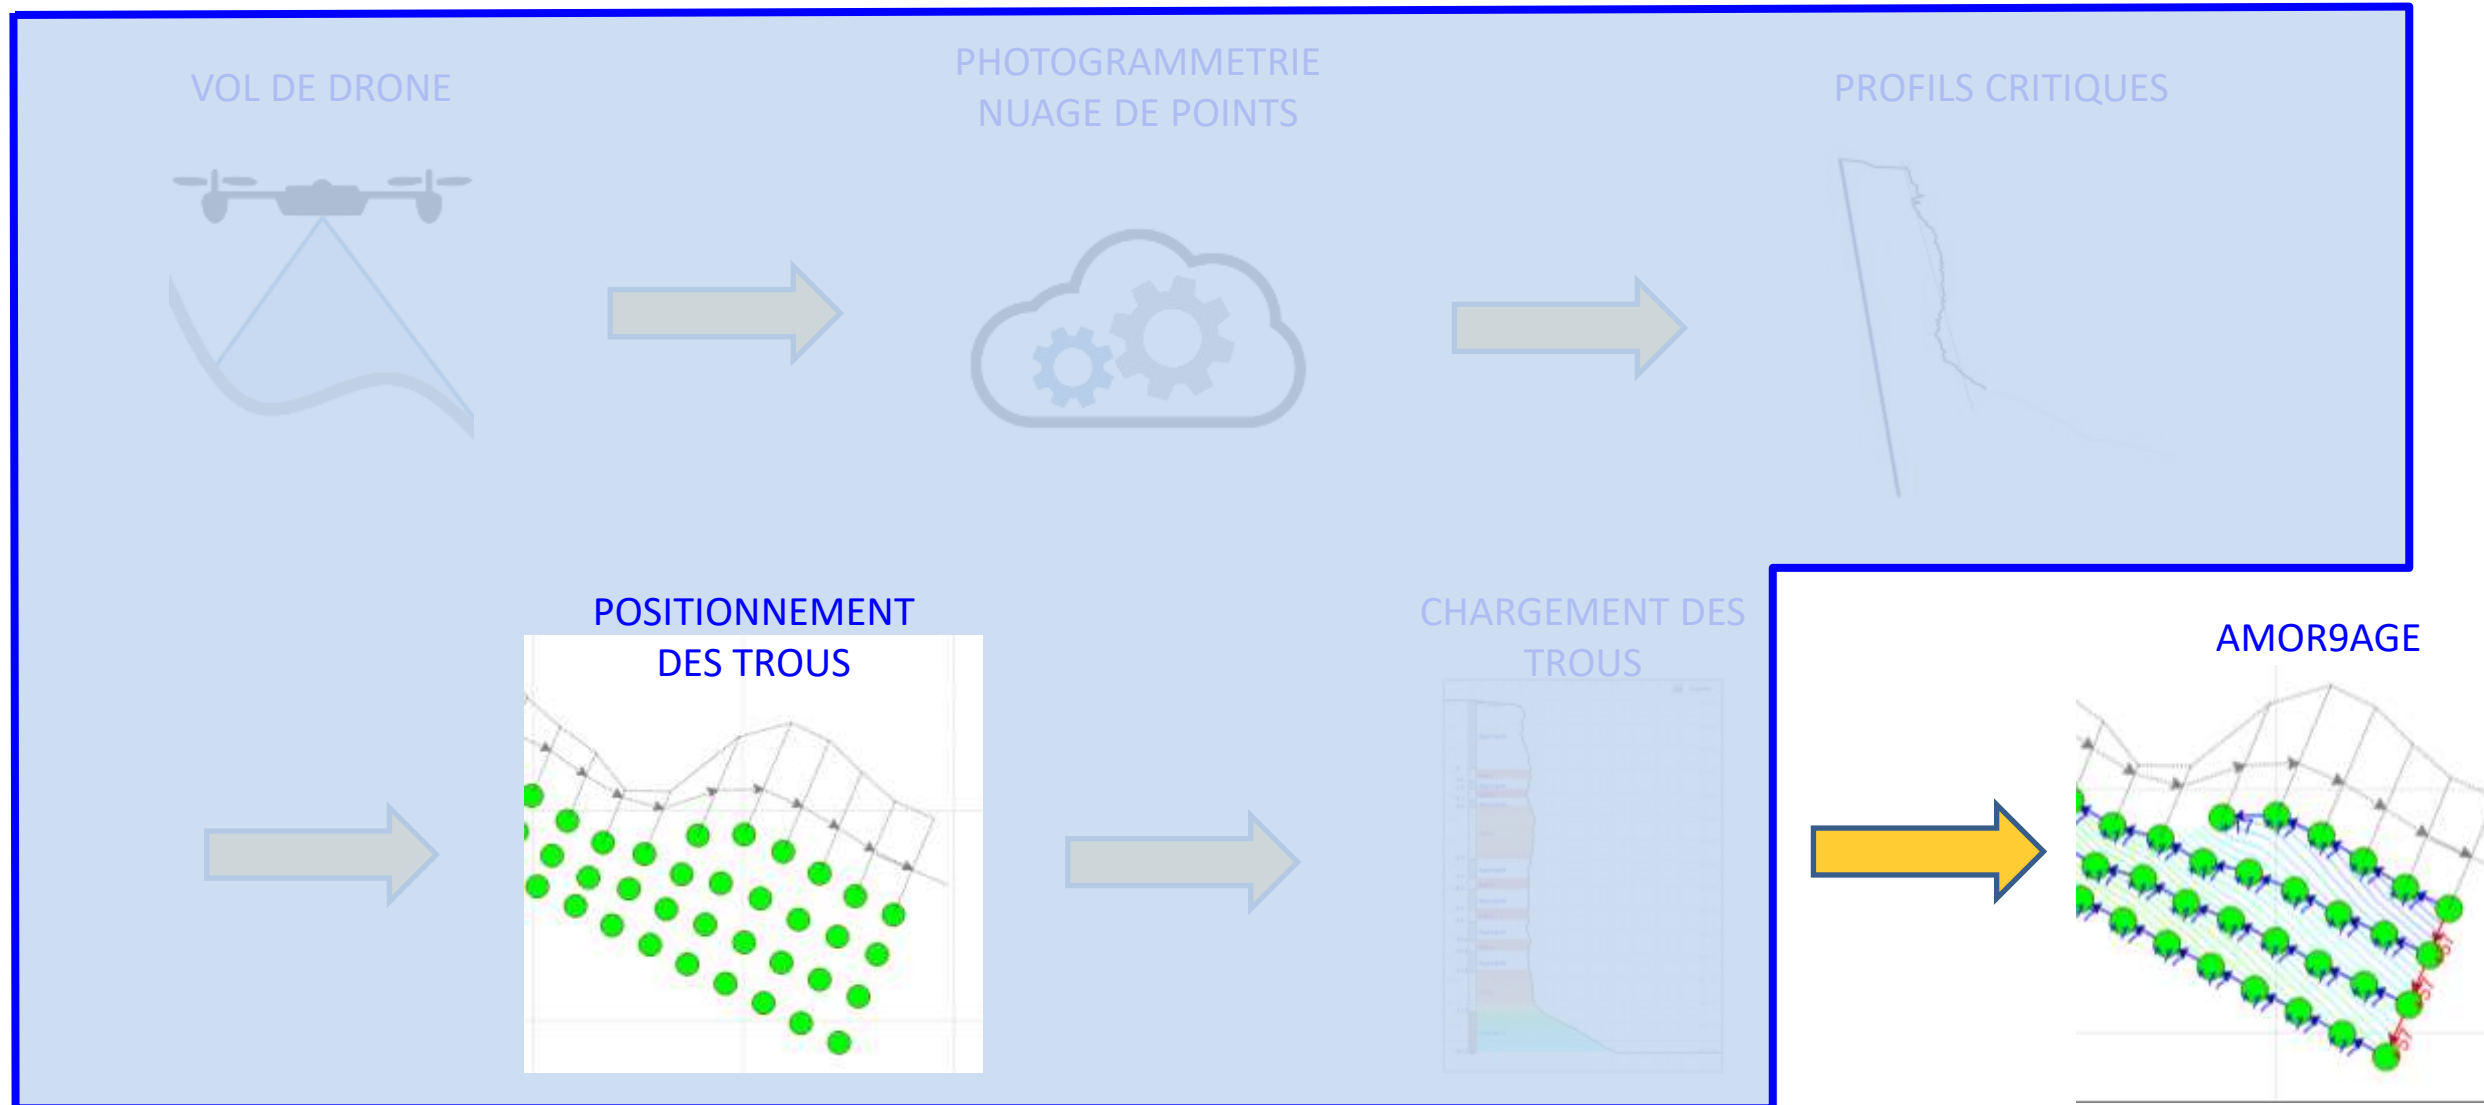 VOL DE DRONE
PHOTOGRAMMETRIE
NUAGE DE POINTS
PROFILS CRITIQUES
POSITIONNEMENT
DES TROUS
CHARGEMENT DES
TROUS
AMOR9AGE